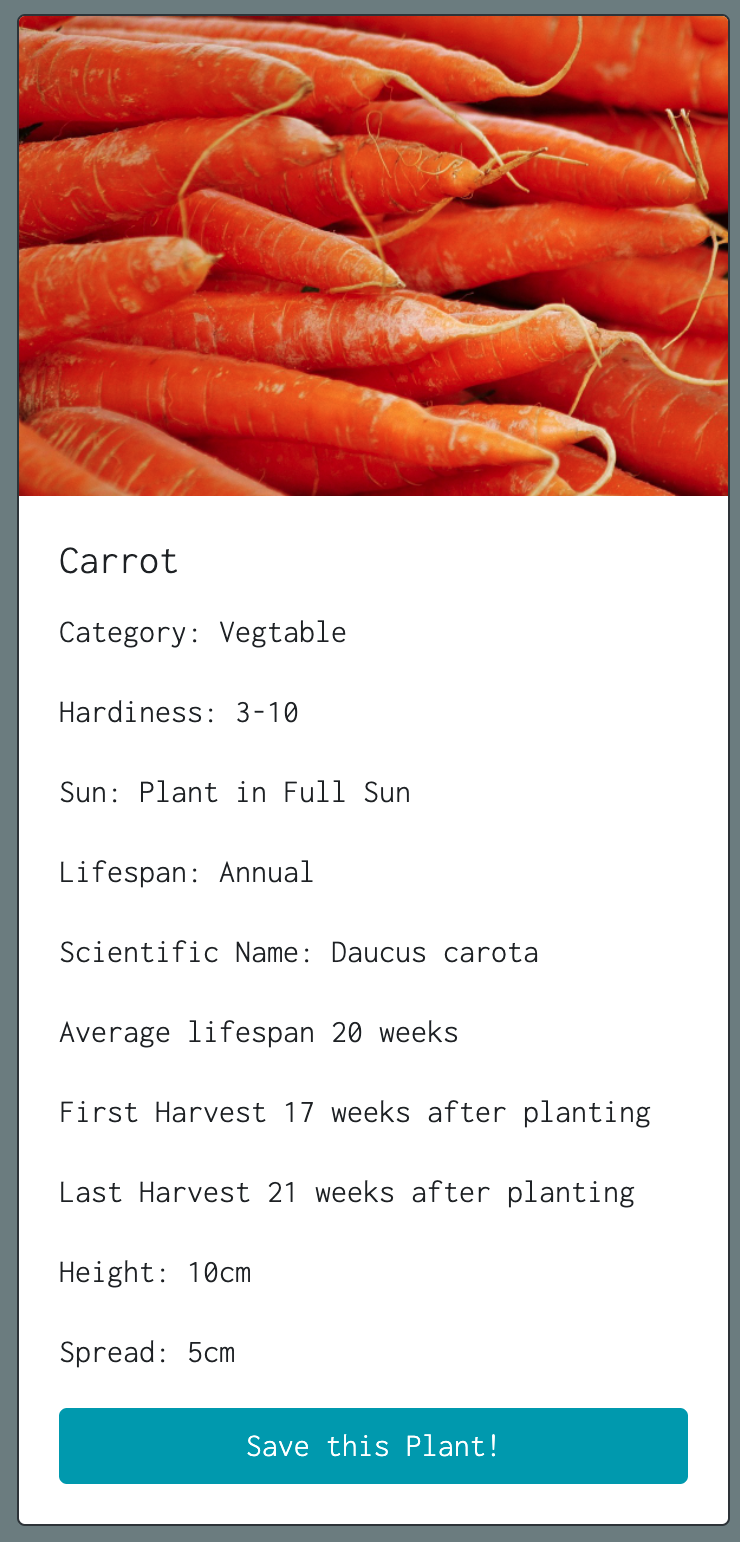 Carrot
Category: Vegtable
Hardiness: 3-10
Sun: Plant in Full Sun
Lifespan: Annual
Scientific Name: Daucus carota
Average lifespan 20 weeks
First Harvest 17 weeks after planting
Last Harvest 21 weeks after planting
Height: 10cm
Spread: 5cm
Save this Plant!